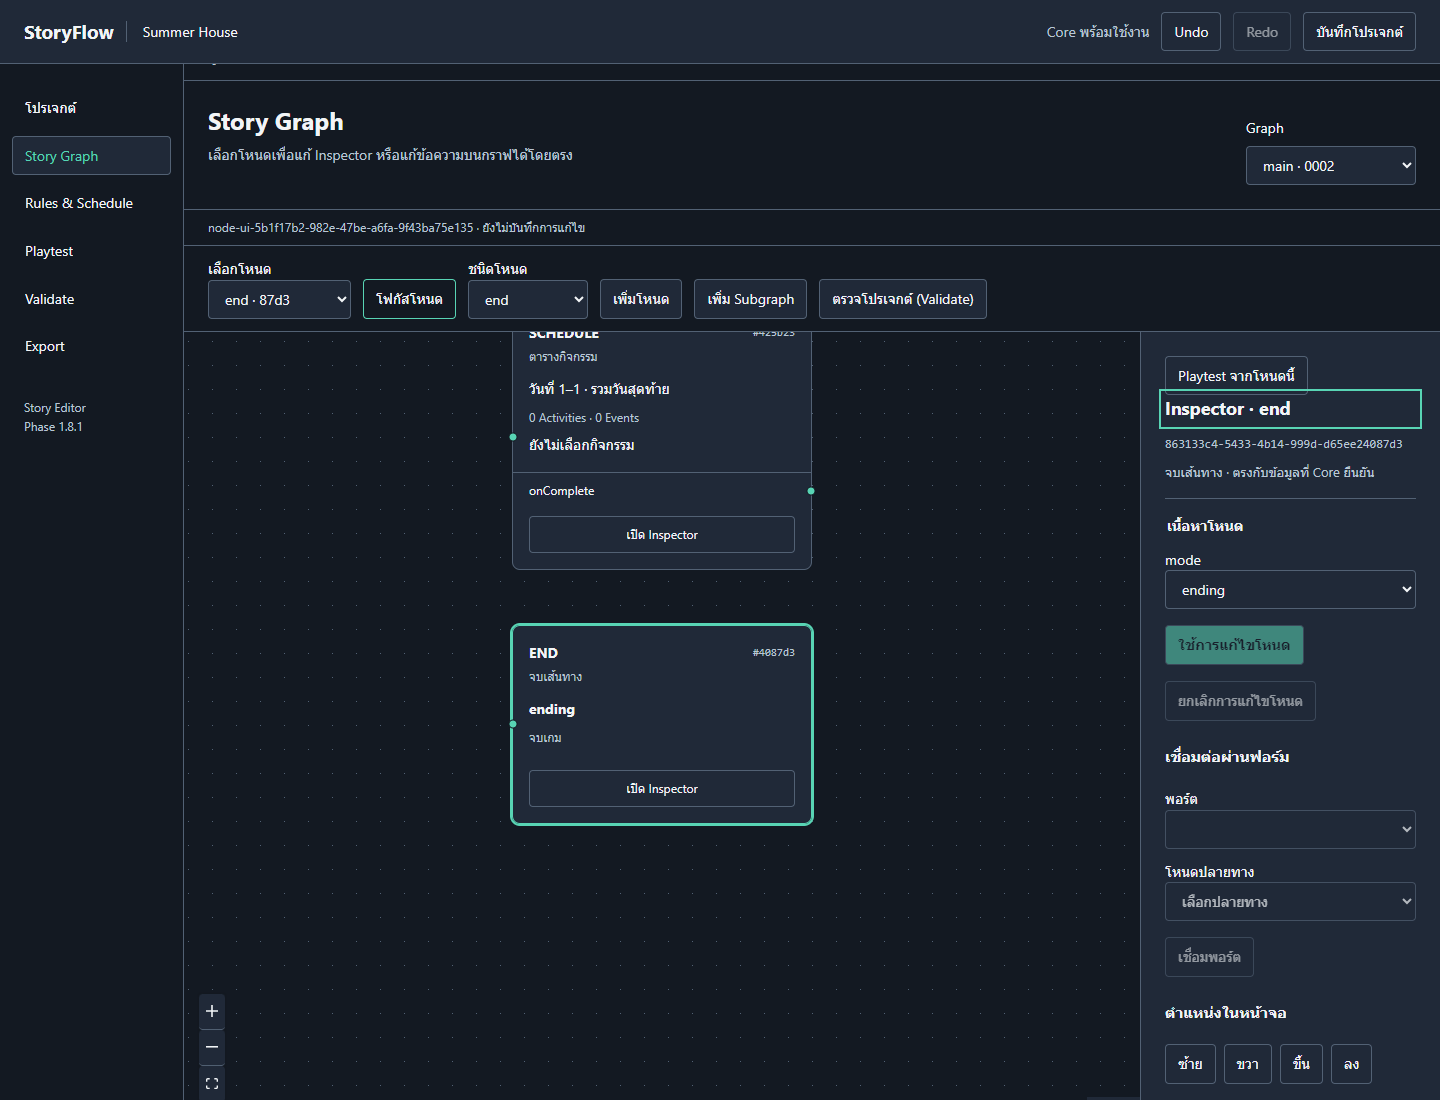 StoryFlow
Summer House
Core พร้อมใช้งาน
Undo
Redo
บันทึกโปรเจกต์
โปรเจกต์
Story Graph
Rules & Schedule
Playtest
Validate
Export
Story Editor
Phase 1.8.1
Story Graph
เลือกโหนดเพื่อแก้ Inspector หรือแก้ข้อความบนกราฟได้โดยตรง
Graph
main · 0002
node-ui-5b1f17b2-982e-47be-a6fa-9f43ba75e135 · ยังไม่บันทึกการแก้ไข
เลือกโหนด
end · 87d3
โฟกัสโหนด
ชนิดโหนด
end
เพิ่มโหนด
เพิ่ม Subgraph
ตรวจโปรเจกต์ (Validate)
SCHEDULE
ตารางกิจกรรม
วันที่ 1–1 · รวมวันสุดท้าย
0 Activities · 0 Events
ยังไม่เลือกกิจกรรม
onComplete
เปิด Inspector
END
#4087d3
จบเส้นทาง
ending
จบเกม
เปิด Inspector
Playtest จากโหนดนี้
Inspector · end
863133c4-5433-4b14-999d-d65ee24087d3
จบเส้นทาง · ตรงกับข้อมูลที่ Core ยืนยัน
เนื้อหาโหนด
mode
ending
ใช้การแก้ไขโหนด
ยกเลิกการแก้ไขโหนด
เชื่อมต่อผ่านฟอร์ม
พอร์ต
โหนดปลายทาง
เลือกปลายทาง
เชื่อมพอร์ต
ตำแหน่งในหน้าจอ
ซ้าย
ขวา
ขึ้น
ลง